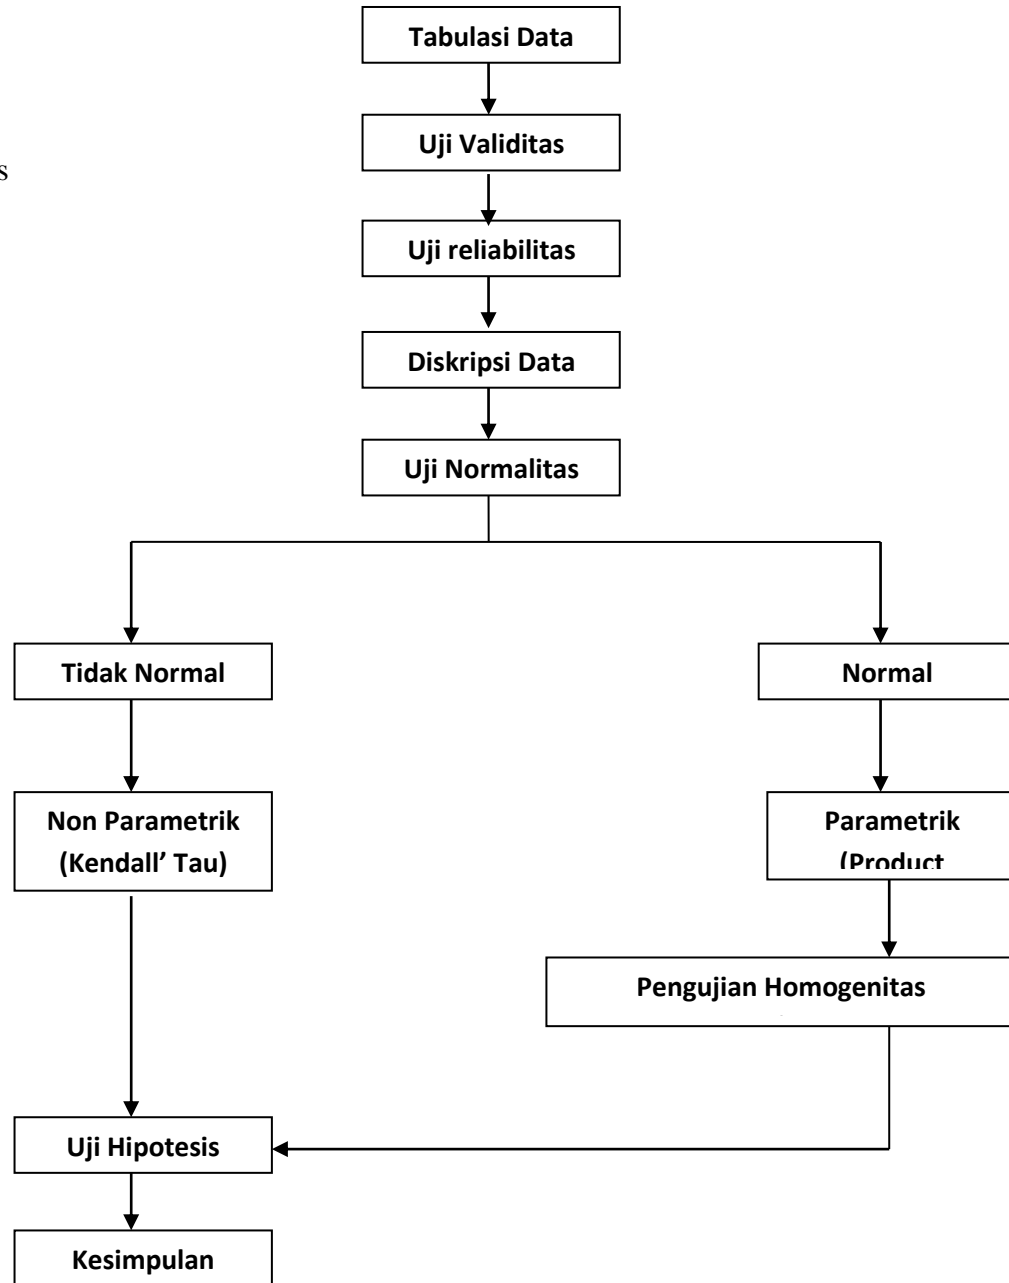 Tabulasi Data
Uji Validitas
s
Uji reliabilitas
Diskripsi Data
Uji Normalitas
Tidak Normal
Normal
Non Parametrik
(Kendall' Tau)
Parametrik
(Product
Pengujian Homogenitas
Uji Hipotesis
Kesimpulan